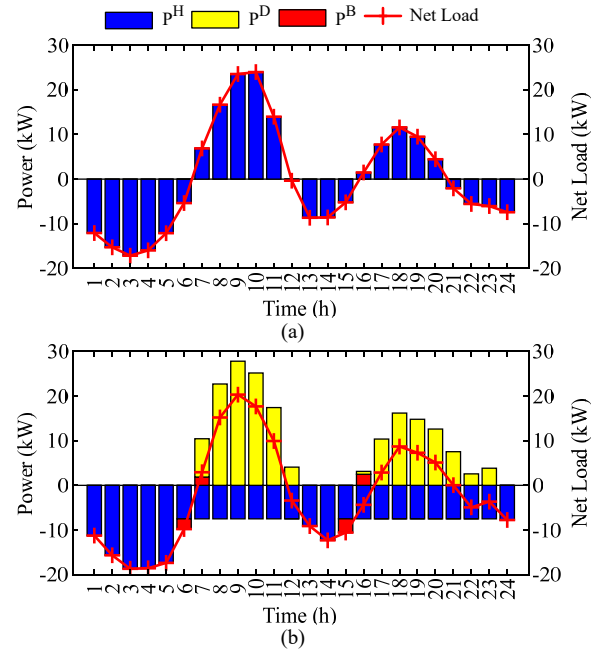 P^H P^D P^B Net Load
(a)
30 30
20 20
10 10
0 0
-10 -10
-20 -20
Power (kW)
Net Load (kW)
1 2 3 4 5 6 7 8 9 10 11 12 13 14 15 16 17 18 19 20 21 22 23 24
Time (h)
(a)
30 30
20 20
10 10
0 0
-10 -10
-20 -20
Power (kW)
Net Load (kW)
1 2 3 4 5 6 7 8 9 10 11 12 13 14 15 16 17 18 19 20 21 22 23 24
Time (h)
(b)